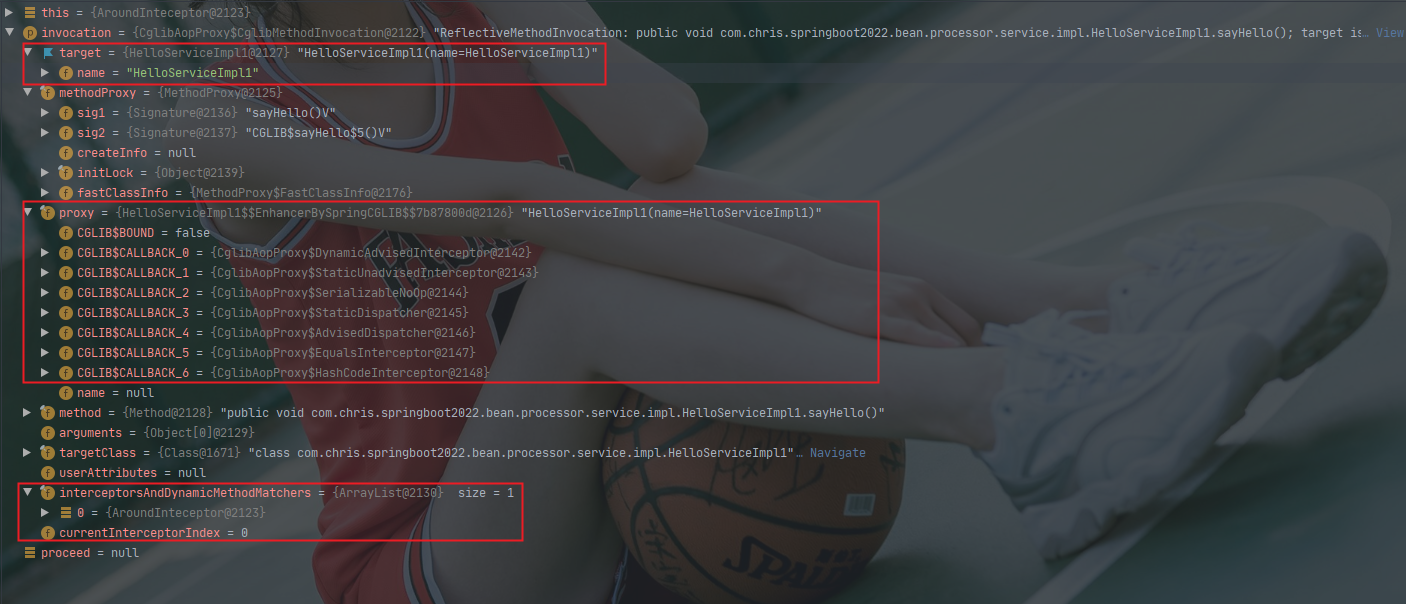 this = {AroundInteceptor@2123}
invocation = {CglibAopProxy$CglibMethodInvocation@2122} "ReflectiveMethodInvocation: public void com.chris.springboot2022.bean.processor.service.impl.HelloServiceImpl1.sayHello(); target is… View
target = {HelloServiceImpl1@2127} "HelloServiceImpl1(name=HelloServiceImpl1)"
name = "HelloServiceImpl1"
methodProxy = {MethodProxy@2125}
sig1 = {Signature@2136} "sayHello()V"
sig2 = {Signature@2137} "CGLIB$sayHello$5()V"
createInfo = null
initLock = {Object@2139}
fastClassInfo = {MethodProxy$FastClassInfo@2176}
proxy = {HelloServiceImpl1$$EnhancerBySpringCGLIB$$7b87800d@2126} "HelloServiceImpl1(name=HelloServiceImpl1)"
CGLIB$BOUND = false
CGLIB$CALLBACK_0 = {CglibAopProxy$DynamicAdvisedInterceptor@2142}
CGLIB$CALLBACK_1 = {CglibAopProxy$StaticUnadvisedInterceptor@2143}
CGLIB$CALLBACK_2 = {CglibAopProxy$SerializableNoOp@2144}
CGLIB$CALLBACK_3 = {CglibAopProxy$StaticDispatcher@2145}
CGLIB$CALLBACK_4 = {CglibAopProxy$AdvisedDispatcher@2146}
CGLIB$CALLBACK_5 = {CglibAopProxy$EqualsInterceptor@2147}
CGLIB$CALLBACK_6 = {CglibAopProxy$HashCodeInterceptor@2148}
name = null
method = {Method@2128} "public void com.chris.springboot2022.bean.processor.service.impl.HelloServiceImpl1.sayHello()"
arguments = {Object[0]@2129}
targetClass = {Class@1671} "class com.chris.springboot2022.bean.processor.service.impl.HelloServiceImpl1"… Navigate
userAttributes = null
interceptorsAndDynamicMethodMatchers = {ArrayList@2130} size = 1
0 = {AroundInteceptor@2123}
currentInterceptorIndex = 0
proceed = null
SPALDING